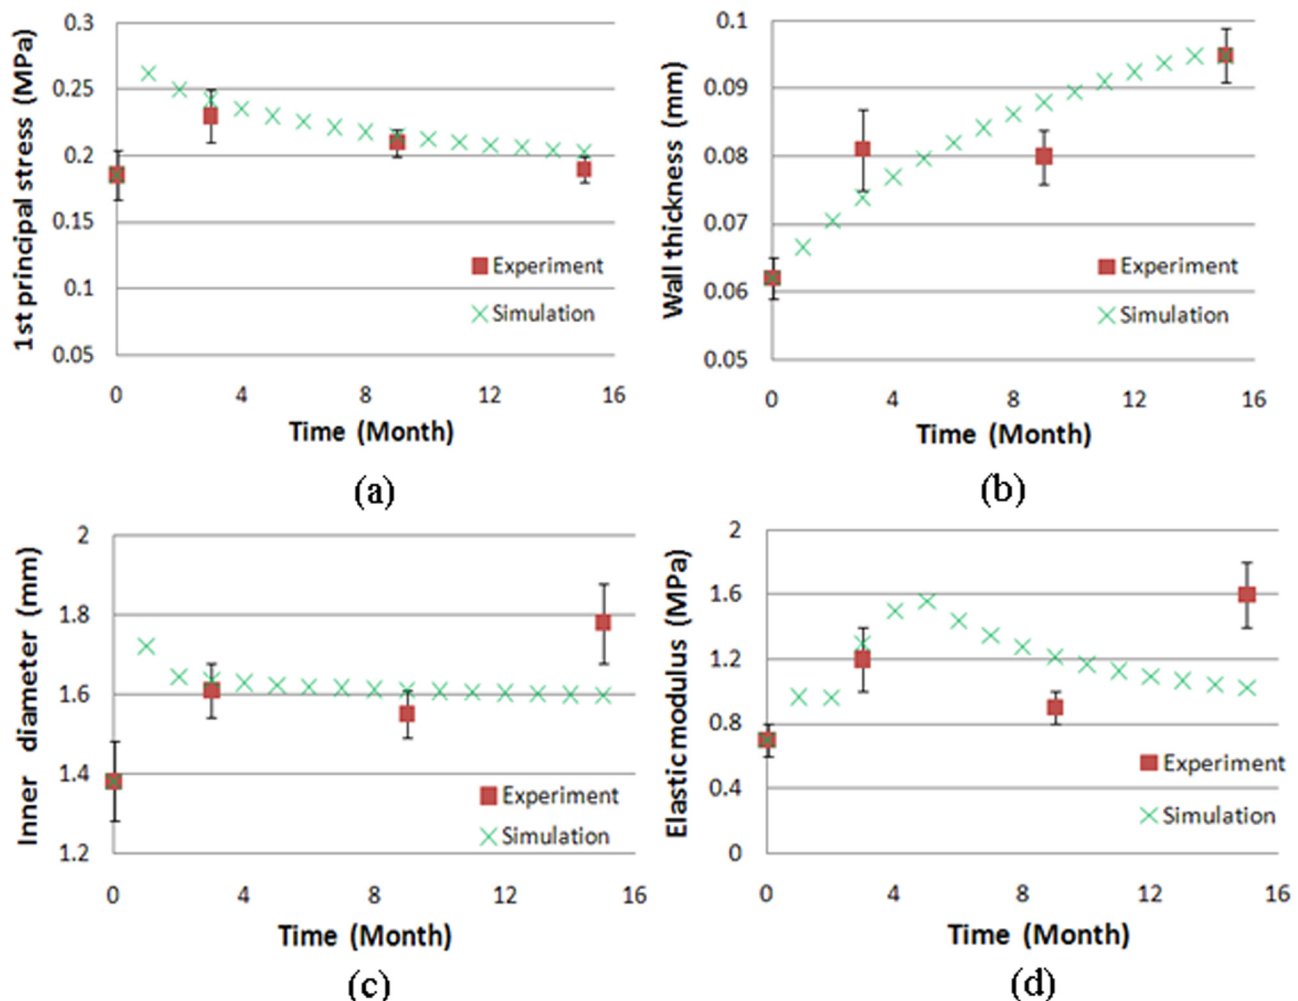 1st principal stress (MPa)
0.3
0.25
0.2
0.15
0.1
0.05
Experiment
Simulation
0 4 8 12 16
Time (Month)
(a)
Wall thickness (mm)
0.1
0.09
0.08
0.07
0.06
0.05
Experiment
Simulation
0 4 8 12 16
Time (Month)
(b)
Inner diameter (mm)
2
1.8
1.6
1.4
1.2
Experiment
Simulation
0 4 8 12 16
Time (Month)
(c)
Elastic modulus (MPa)
2
1.6
1.2
0.8
0.4
0
Experiment
Simulation
0 4 8 12 16
Time (Month)
(d)